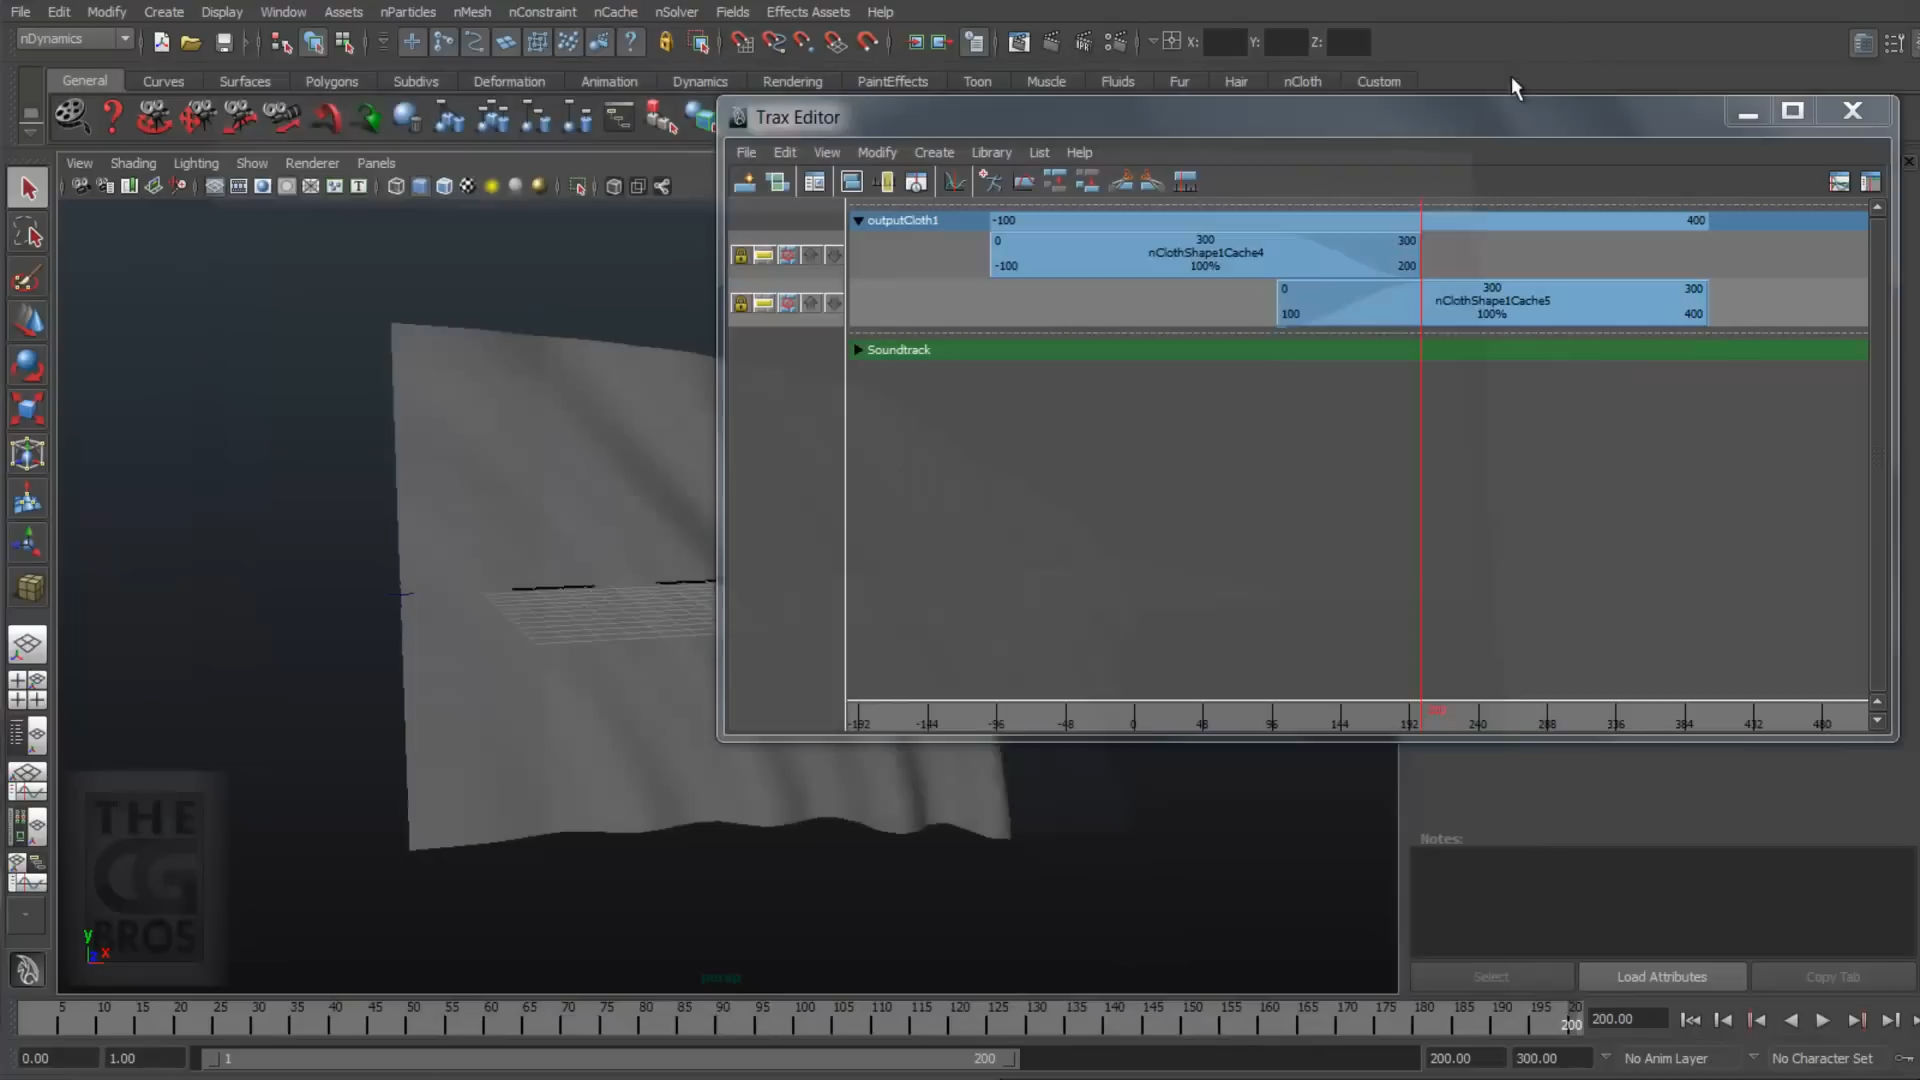 File Edit Modify Create Display Window Assets nParticles nMesh nConstraint nCache nSolver Fields Effects Assets Help
nDynamics X: Y: Z:
General Curves Surfaces Polygons Subdivs Deformation Animation Dynamics Rendering PaintEffects Toon Muscle Fluids Fur Hair nCloth Custom
Trax Editor
File Edit View Modify Create Library List Help
View Shading Lighting Show Renderer Panels
outputCloth1 -100 400
0 300 300
nClothShape1Cache4
-100 100% 200
0 300 300
nClothShape1Cache5
100 100% 400
Soundtrack
200
-192 -144 -96 -48 0 48 96 144 192 240 288 336 384 432 480
THE
CG
BROS
y
x
persp
Notes:
Select Load Attributes Copy Tab
5 10 15 20 25 30 35 40 45 50 55 60 65 70 75 80 85 90 95 100 105 110 115 120 125 130 135 140 145 150 155 160 165 170 175 180 185 190 195 20
200
200.00
0.00 1.00 1 200 200.00 300.00 No Anim Layer No Character Set